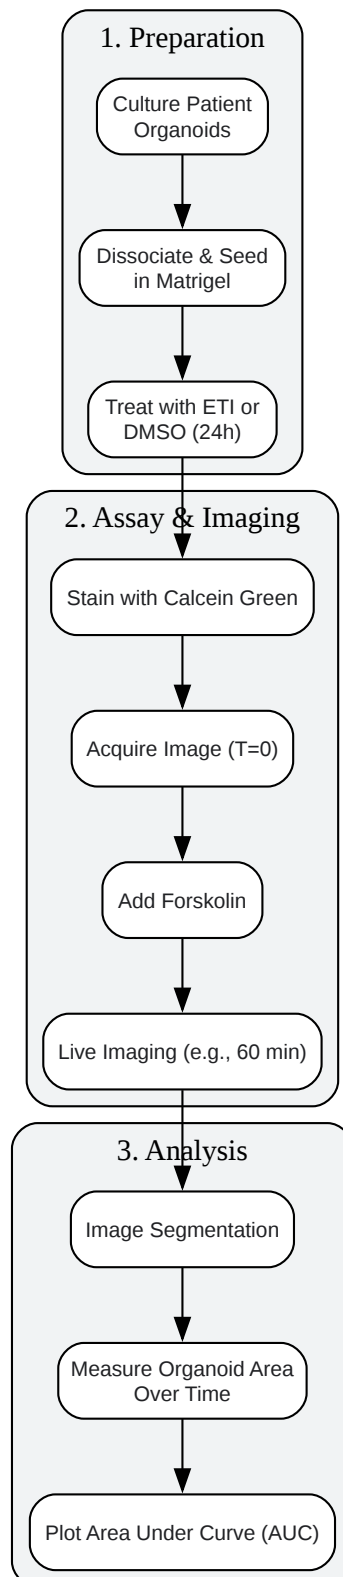 1. Preparation
Culture Patient
Organoids
Dissociate & Seed
in Matrigel
Treat with ETI or
DMSO (24h)
2. Assay & Imaging
Stain with Calcein Green
Acquire Image (T=0)
Add Forskolin
Live Imaging (e.g., 60 min)
3. Analysis
Image Segmentation
Measure Organoid Area
Over Time
Plot Area Under Curve (AUC)